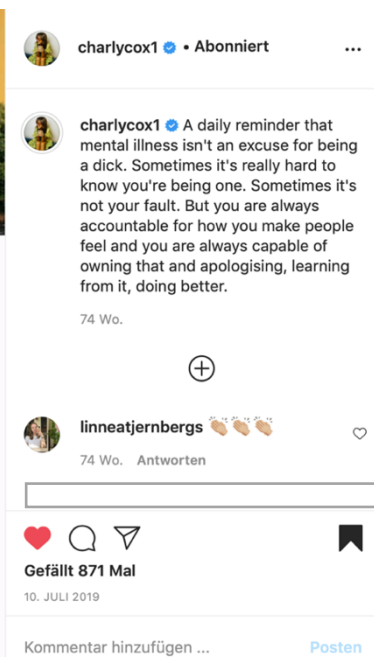 charlycox1 • Abonniert
charlycox1 A daily reminder that
mental illness isn't an excuse for being
a dick. Sometimes it's really hard to
know you're being one. Sometimes it's
not your fault. But you are always
accountable for how you make people
feel and you are always capable of
owning that and apologising, learning
from it, doing better.
74 Wo.
linneatjernbergs 👏🏼👏🏼👏🏼
74 Wo. Antworten
Gefällt 871 Mal
10. JULI 2019
Kommentar hinzufügen ... Posten